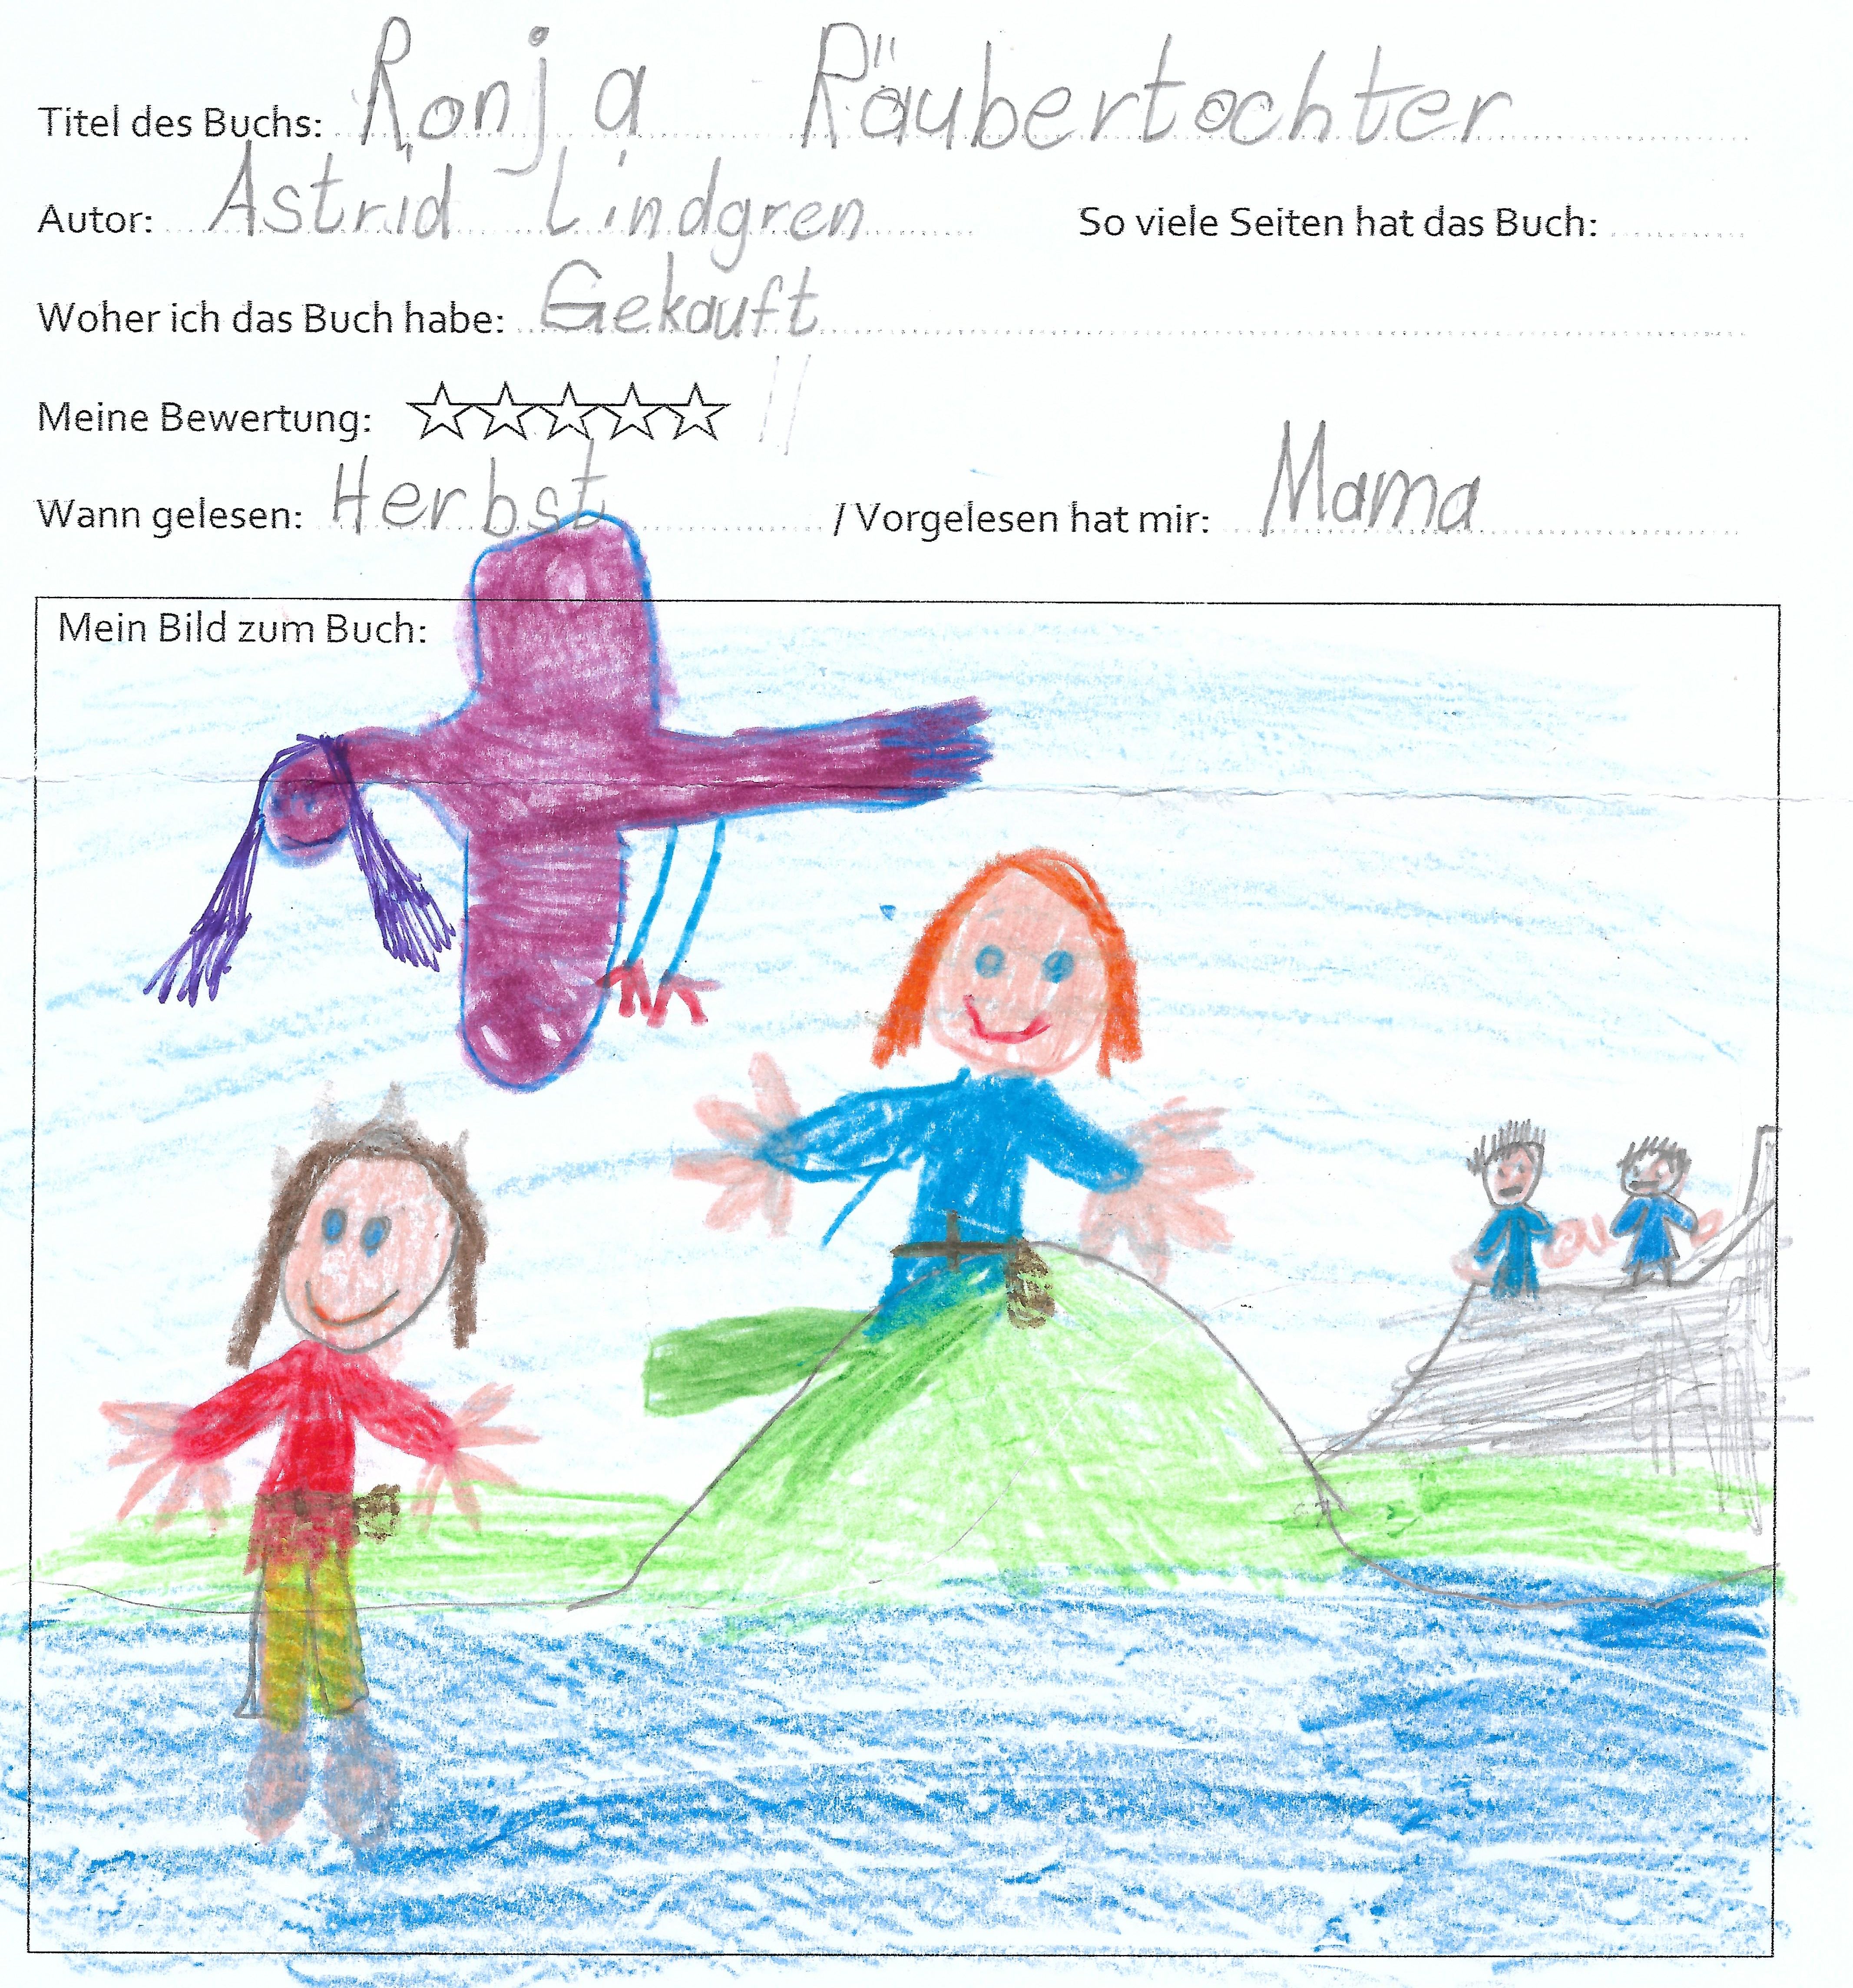 Titel des Buchs: Ronja Räubertochter
Autor: Astrid Lindgren So viele Seiten hat das Buch:
Woher ich das Buch habe: Gekauft
Meine Bewertung: ☆☆☆☆☆
Wann gelesen: Herbst / Vorgelesen hat mir: Mama
Mein Bild zum Buch: